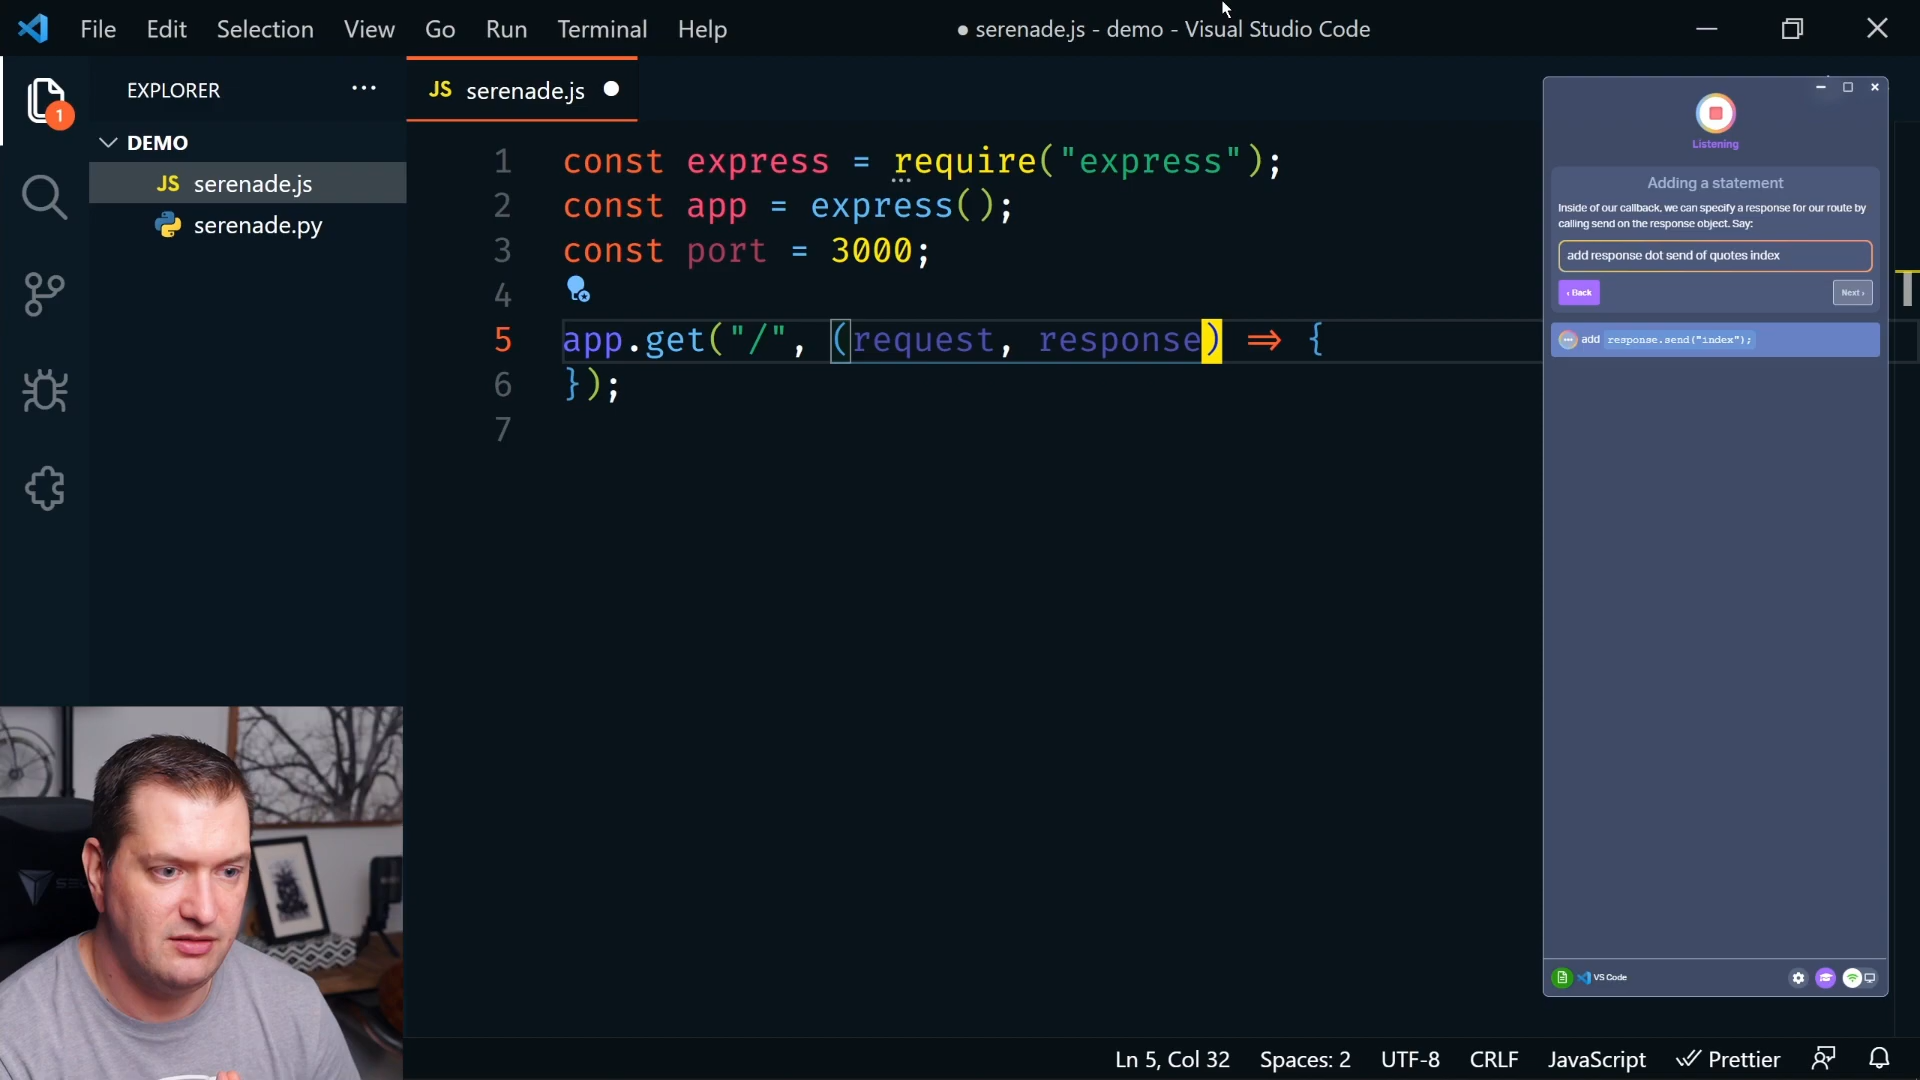 File Edit Selection View Go Run Terminal Help
● serenade.js - demo - Visual Studio Code
EXPLORER ...
1
JS serenade.js ●
DEMO
JS serenade.js
serenade.py
1 const express = require("express");
2 const app = express();
3 const port = 3000;
4
5 app.get("/", (request, response) => {
6 });
7
Listening
Adding a statement
Inside of our callback, we can specify a response for our route by
calling send on the response object. Say:
add response dot send of quotes index
‹ Back
Next ›
add response.send("index");
VS Code
Ln 5, Col 32 Spaces: 2 UTF-8 CRLF JavaScript Prettier